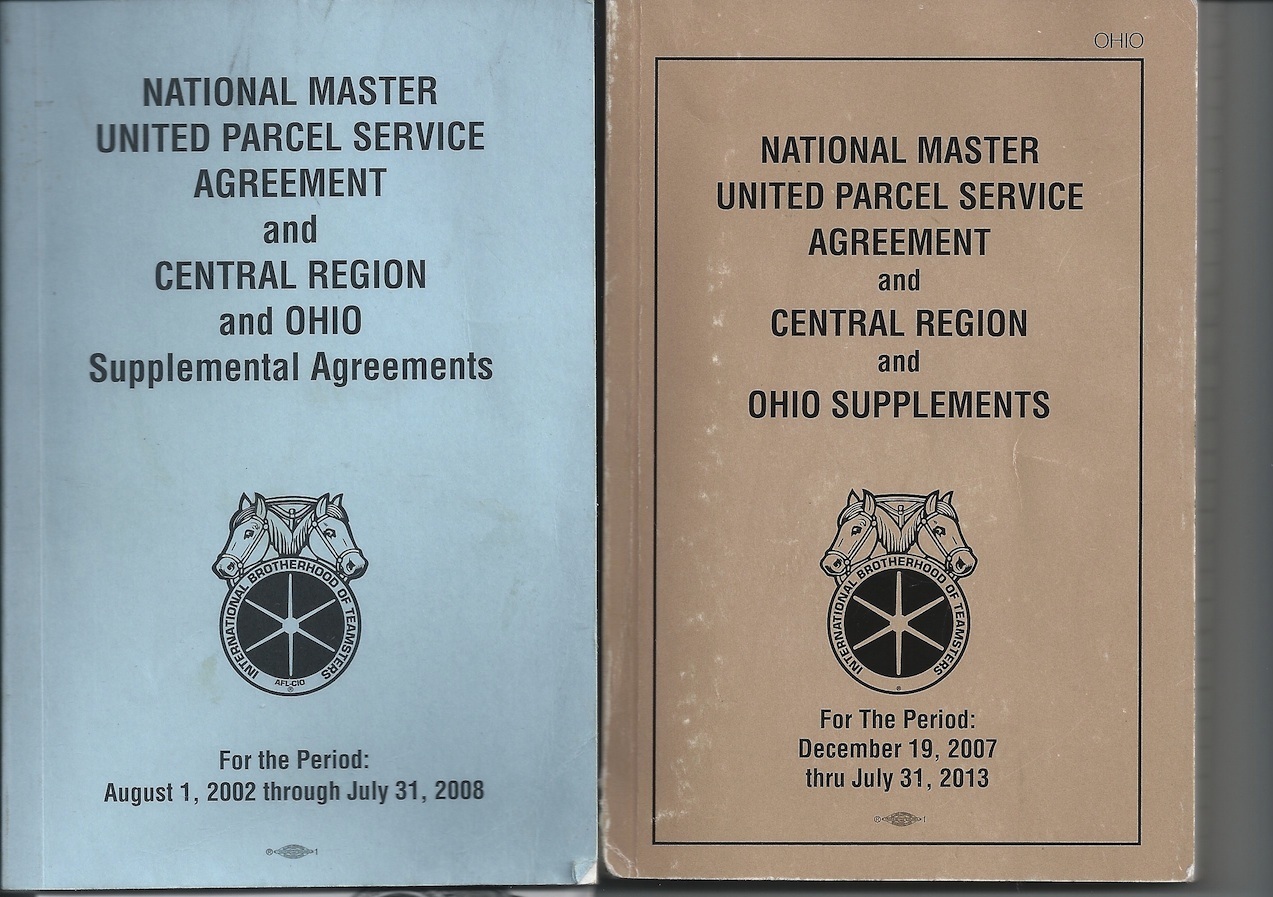 NATIONAL MASTER
UNITED PARCEL SERVICE
AGREEMENT
and
CENTRAL REGION
and OHIO
Supplemental Agreements
INTERNATIONAL BROTHERHOOD OF TEAMSTERS
AFL-CIO
®
For the Period:
August 1, 2002 through July 31, 2008
OHIO
NATIONAL MASTER
UNITED PARCEL SERVICE
AGREEMENT
and
CENTRAL REGION
and
OHIO SUPPLEMENTS
INTERNATIONAL BROTHERHOOD OF TEAMSTERS
®
For The Period:
December 19, 2007
thru July 31, 2013